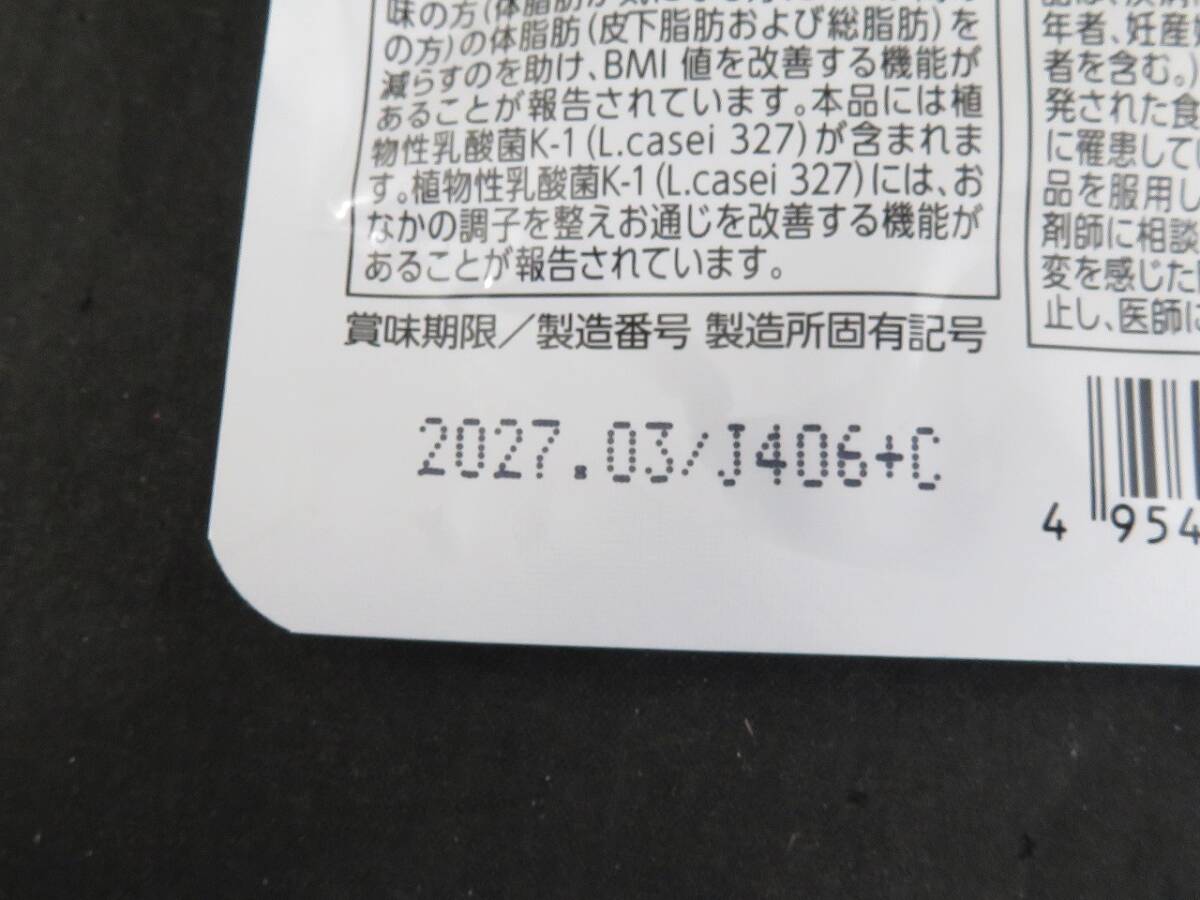 の方)の体脂肪(皮下脂肪および総脂肪)を
減らすのを助け、BMI 値を改善する機能が
あることが報告されています。本品には植
物性乳酸菌K-1(L.casei 327)が含まれま
す。植物性乳酸菌K-1(L.casei 327)には、お
なかの調子を整えお通じを改善する機能が
あることが報告されています。
賞味期限/製造番号 製造所固有記号
2027.03/J406+C
年者、妊産
者を含む。)
発された食
に罹患して
品を服用し
剤師に相談
変を感じた
止し、医師に
4 954